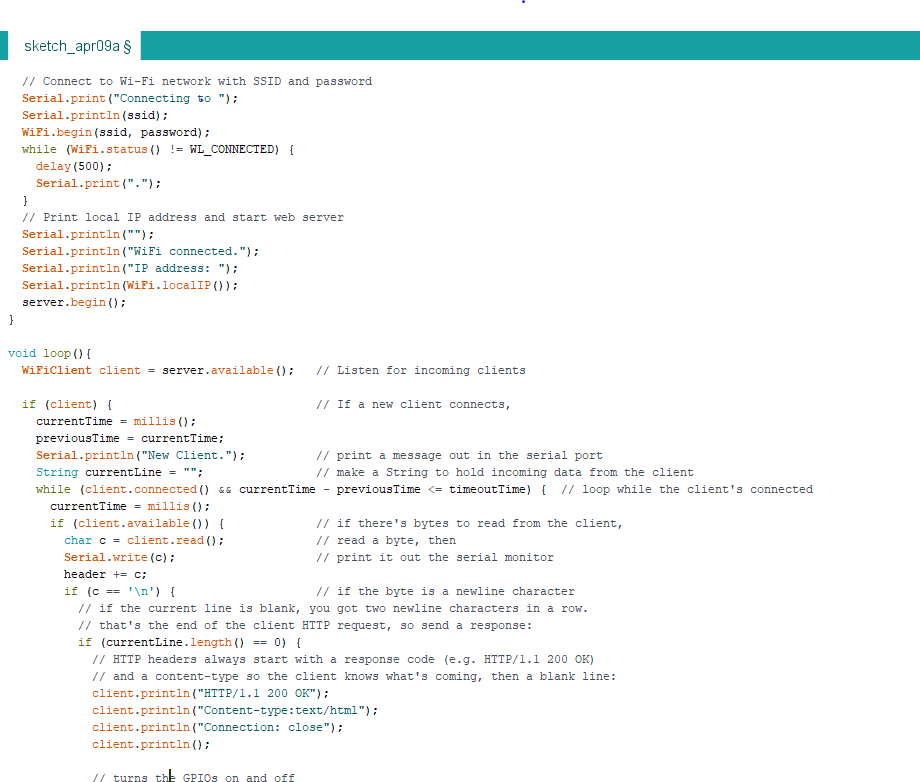 sketch_apr09a §
// Connect to Wi-Fi network with SSID and password
Serial.print("Connecting to ");
Serial.println(ssid);
WiFi.begin(ssid, password);
while (WiFi.status() != WL_CONNECTED) {
delay(500);
Serial.print(".");
}
// Print local IP address and start web server
Serial.println("");
Serial.println("WiFi connected.");
Serial.println("IP address: ");
Serial.println(WiFi.localIP());
server.begin();
}
void loop(){
WiFiClient client = server.available();   // Listen for incoming clients
if (client) {                             // If a new client connects,
currentTime = millis();
previousTime = currentTime;
Serial.println("New Client.");          // print a message out in the serial port
String currentLine = "";                // make a String to hold incoming data from the client
while (client.connected() && currentTime - previousTime <= timeoutTime) {  // loop while the client's connected
currentTime = millis();
if (client.available()) {             // if there's bytes to read from the client,
char c = client.read();             // read a byte, then
Serial.write(c);                    // print it out the serial monitor
header += c;
if (c == '\n') {                    // if the byte is a newline character
// if the current line is blank, you got two newline characters in a row.
// that's the end of the client HTTP request, so send a response:
if (currentLine.length() == 0) {
// HTTP headers always start with a response code (e.g. HTTP/1.1 200 OK)
// and a content-type so the client knows what's coming, then a blank line:
client.println("HTTP/1.1 200 OK");
client.println("Content-type:text/html");
client.println("Connection: close");
client.println();
// turns the GPIOs on and off